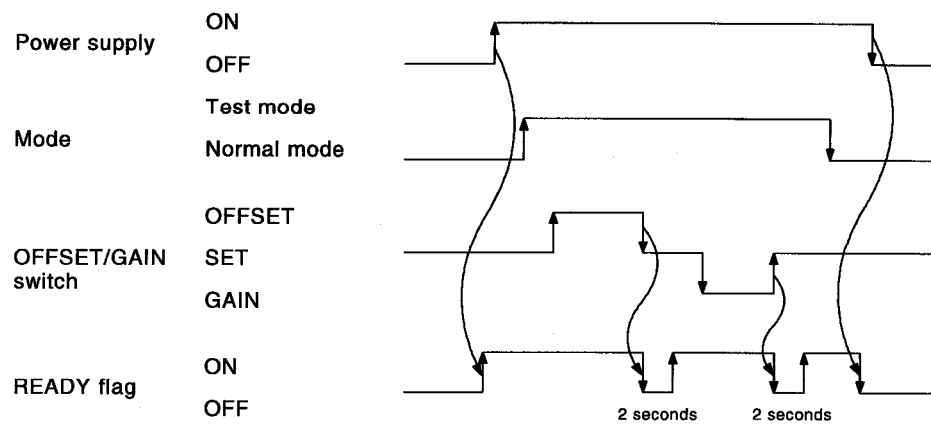 Power supply
ON
OFF
Mode
Test mode
Normal mode
OFFSET/GAIN
switch
OFFSET
SET
GAIN
READY flag
ON
OFF
2 seconds
2 seconds